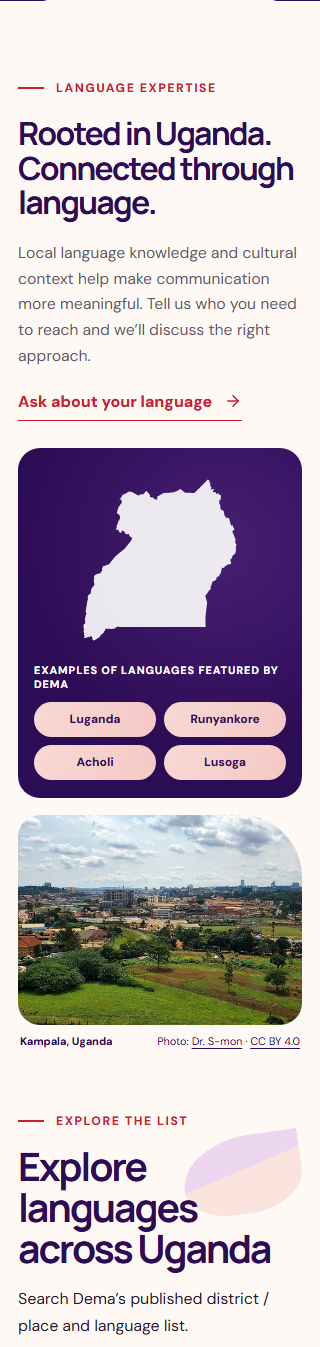 LANGUAGE EXPERTISE
Rooted in Uganda.
Connected through
language.
Local language knowledge and cultural
context help make communication
more meaningful. Tell us who you need
to reach and we’ll discuss the right
approach.
Ask about your language →
EXAMPLES OF LANGUAGES FEATURED BY
DEMA
Luganda Runyankore
Acholi Lusoga
Kampala, Uganda Photo: Dr. S-mon · CC BY 4.0
EXPLORE THE LIST
Explore
languages
across Uganda
Search Dema’s published district /
place and language list.